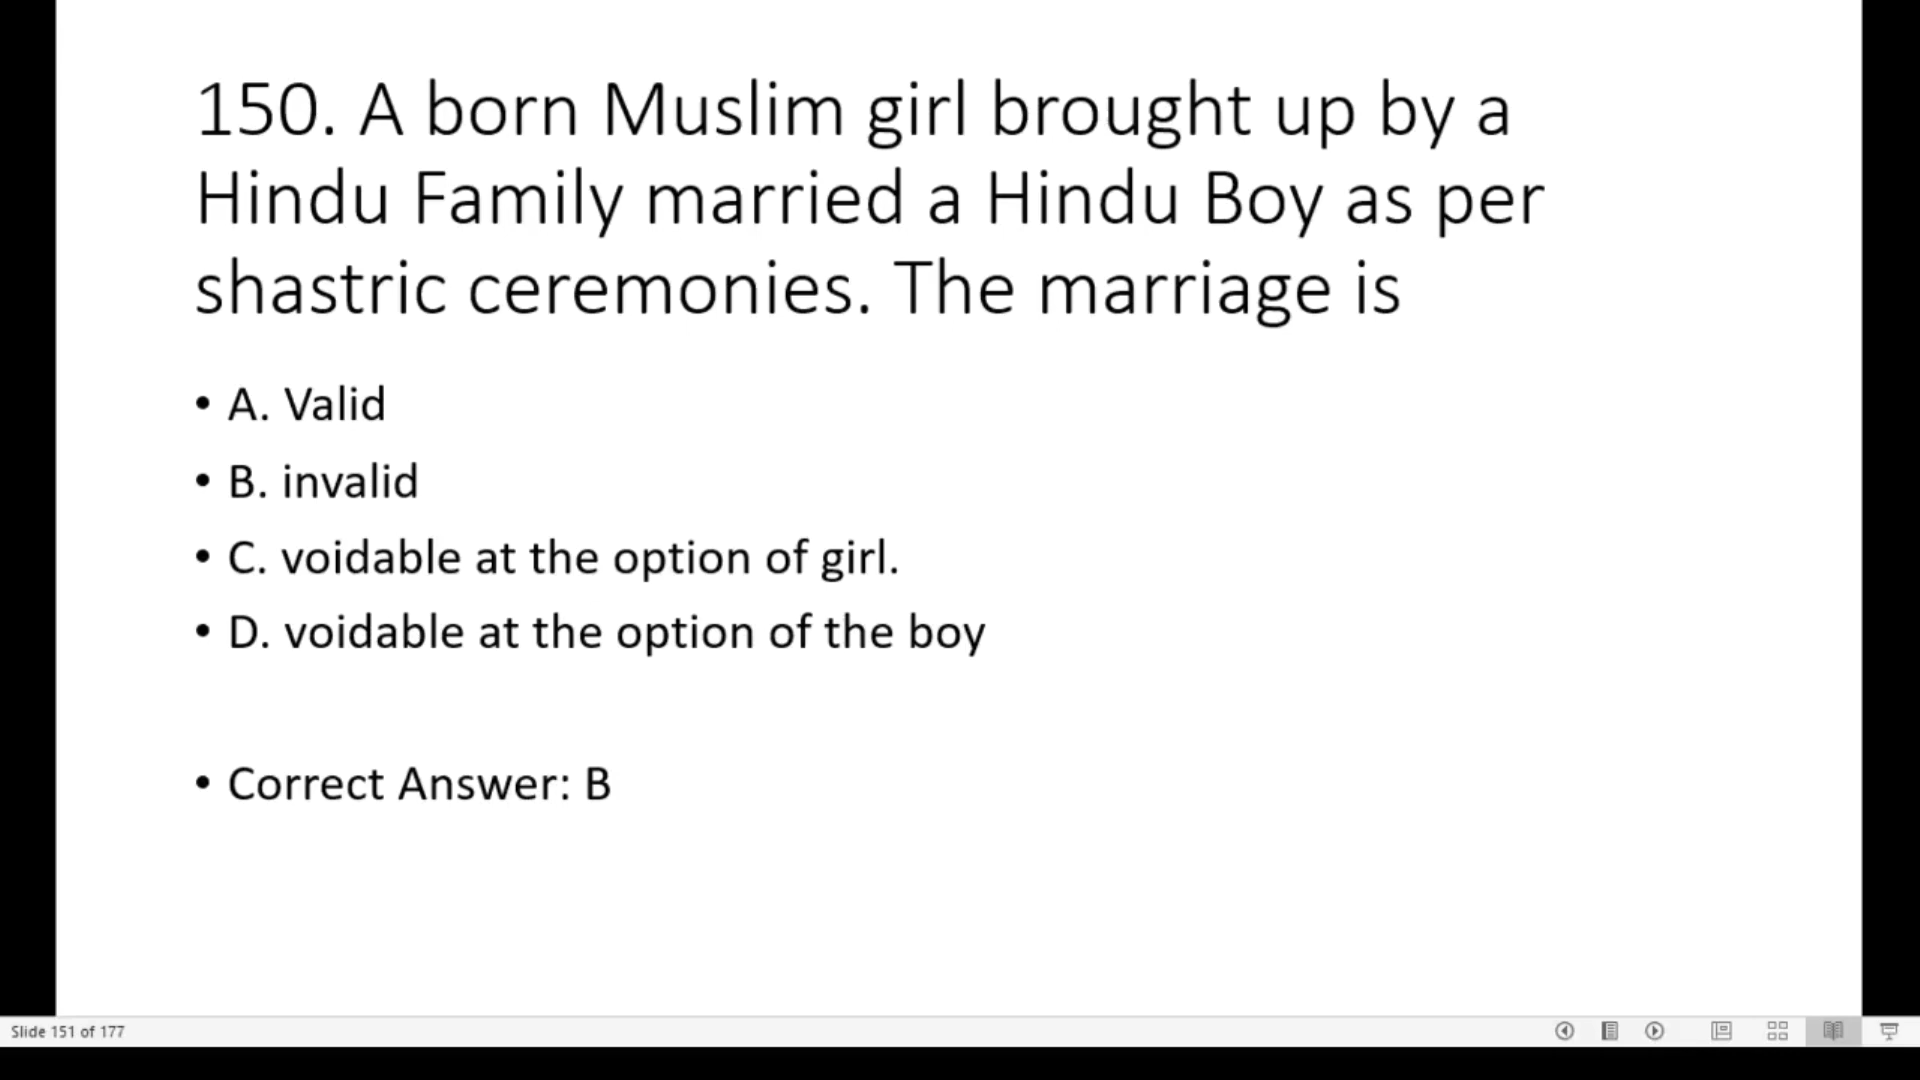 150. A born Muslim girl brought up by a
Hindu Family married a Hindu Boy as per
shastric ceremonies. The marriage is
• A. Valid
• B. invalid
• C. voidable at the option of girl.
• D. voidable at the option of the boy
• Correct Answer: B
Slide 151 of 177